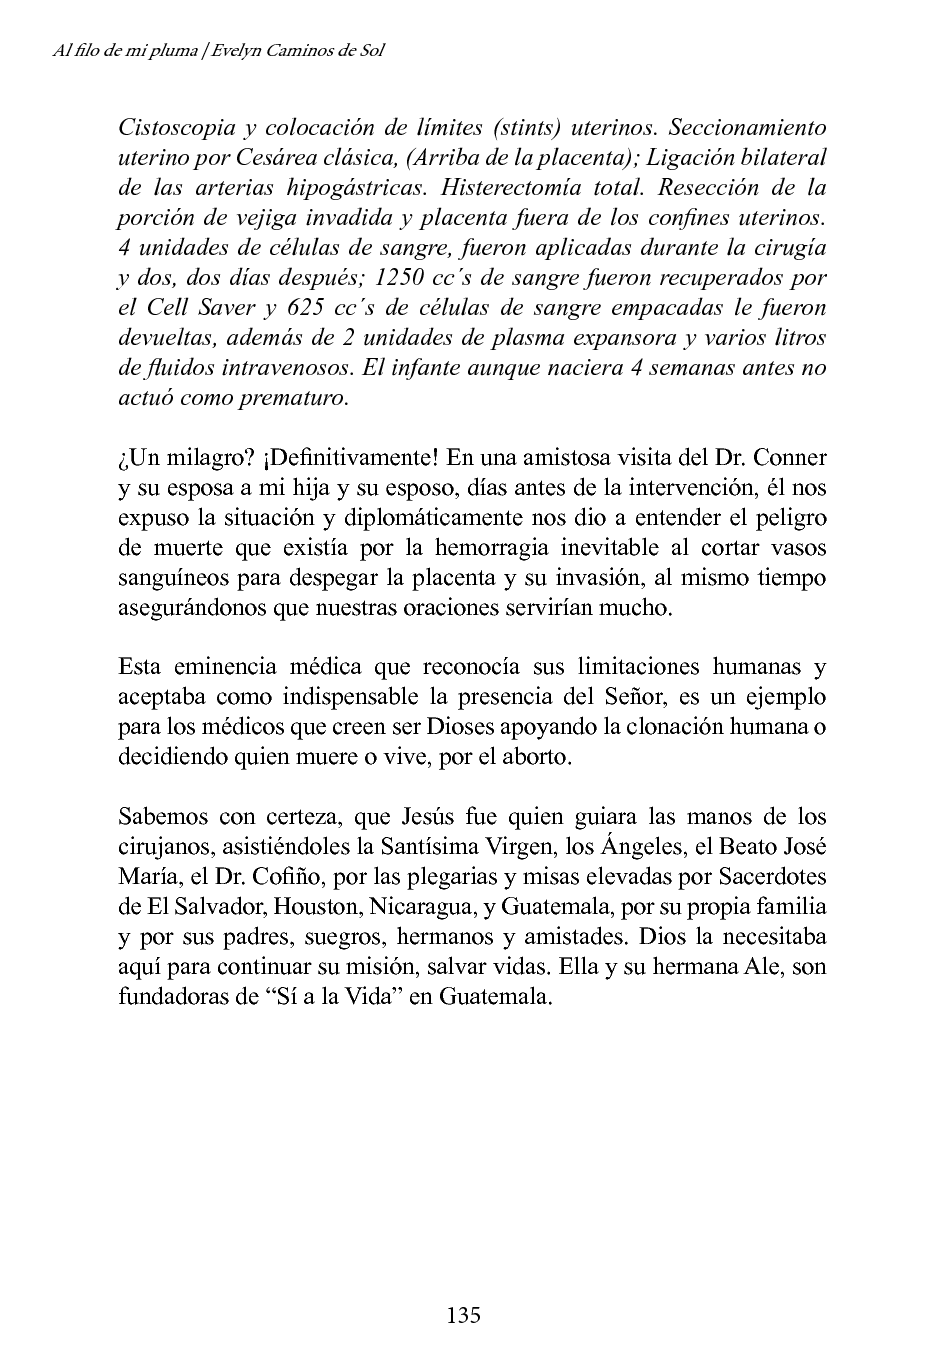 Al filo de mi pluma | Evelyn Caminos de Sol
Cistoscopia y colocación de límites (stints) uterinos. Seccionamiento
uterino por Cesárea clásica, (Arriba de la placenta); Ligación bilateral
de las arterias hipogástricas. Histerectomía total. Resección de la
porción de vejiga invadida y placenta fuera de los confines uterinos.
4 unidades de células de sangre, fueron aplicadas durante la cirugía
y dos, dos días después; 1250 cc´s de sangre fueron recuperados por
el Cell Saver y 625 cc´s de células de sangre empacadas le fueron
devueltas, además de 2 unidades de plasma expansora y varios litros
de fluidos intravenosos. El infante aunque naciera 4 semanas antes no
actuó como prematuro.
¿Un milagro? ¡Definitivamente! En una amistosa visita del Dr. Conner
y su esposa a mi hija y su esposo, días antes de la intervención, él nos
expuso la situación y diplomáticamente nos dio a entender el peligro
de muerte que existía por la hemorragia inevitable al cortar vasos
sanguíneos para despegar la placenta y su invasión, al mismo tiempo
asegurándonos que nuestras oraciones servirían mucho.
Esta eminencia médica que reconocía sus limitaciones humanas y
aceptaba como indispensable la presencia del Señor, es un ejemplo
para los médicos que creen ser Dioses apoyando la clonación humana o
decidiendo quien muere o vive, por el aborto.
Sabemos con certeza, que Jesús fue quien guiara las manos de los
cirujanos, asistiéndoles la Santísima Virgen, los Ángeles, el Beato José
María, el Dr. Cofiño, por las plegarias y misas elevadas por Sacerdotes
de El Salvador, Houston, Nicaragua, y Guatemala, por su propia familia
y por sus padres, suegros, hermanos y amistades. Dios la necesitaba
aquí para continuar su misión, salvar vidas. Ella y su hermana Ale, son
fundadoras de “Sí a la Vida” en Guatemala.
135